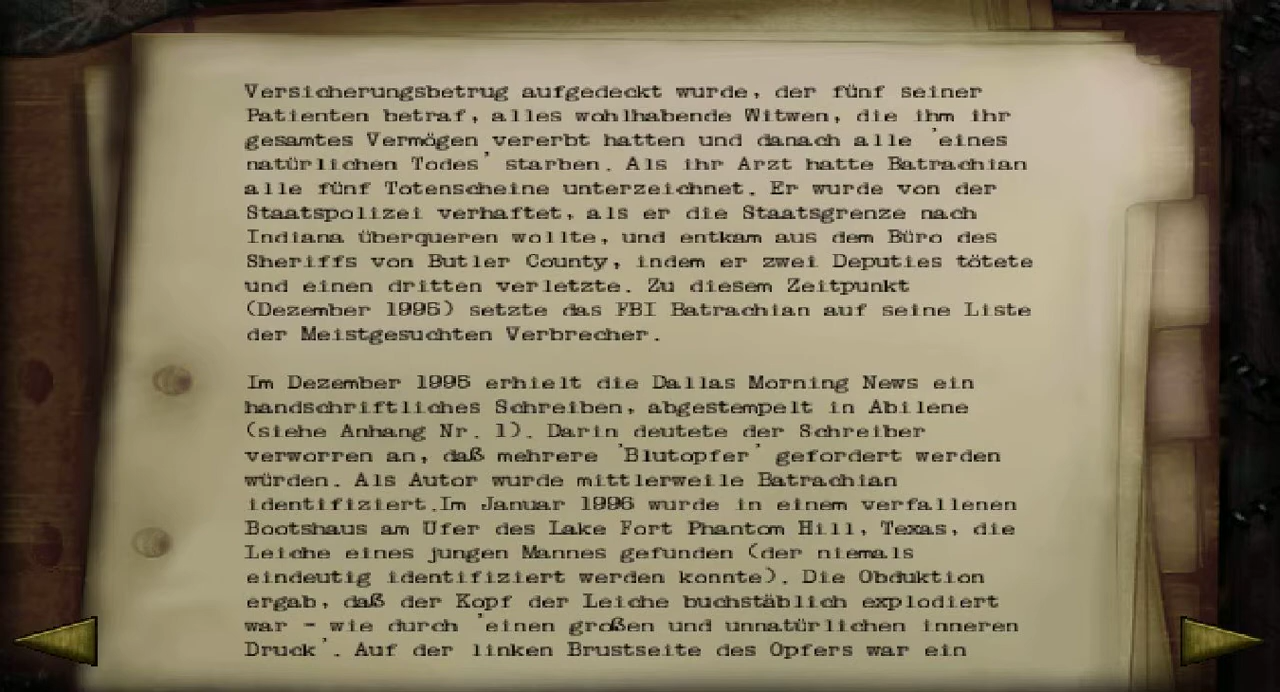 Versicherungsbetrug aufgedeckt wurde, der fünf seiner
Patienten betraf, alles wohlhabende Witwen, die ihm ihr
gesamtes Vermögen vererbt hatten und danach alle 'eines
natürlichen Todes' starben. Als ihr Arzt hatte Batrachian
alle fünf Totenscheine unterzeichnet. Er wurde von der
Staatspolizei verhaftet, als er die Staatsgrenze nach
Indiana überqueren wollte, und entkam aus dem Büro des
Sheriffs von Butler County, indem er zwei Deputies tötete
und einen dritten verletzte. Zu diesem Zeitpunkt
(Dezember 1995) setzte das FBI Batrachian auf seine Liste
der Meistgesuchten Verbrecher.
Im Dezember 1995 erhielt die Dallas Morning News ein
handschriftliches Schreiben, abgestempelt in Abilene
(siehe Anhang Nr. 1). Darin deutete der Schreiber
verworren an, daß mehrere 'Blutopfer' gefordert werden
würden. Als Autor wurde mittlerweile Batrachian
identifiziert.Im Januar 1996 wurde in einem verfallenen
Bootshaus am Ufer des Lake Fort Phantom Hill, Texas, die
Leiche eines jungen Mannes gefunden (der niemals
eindeutig identifiziert werden konnte). Die Obduktion
ergab, daß der Kopf der Leiche buchstäblich explodiert
war - wie durch 'einen großen und unnatürlichen inneren
Druck'. Auf der linken Brustseite des Opfers war ein